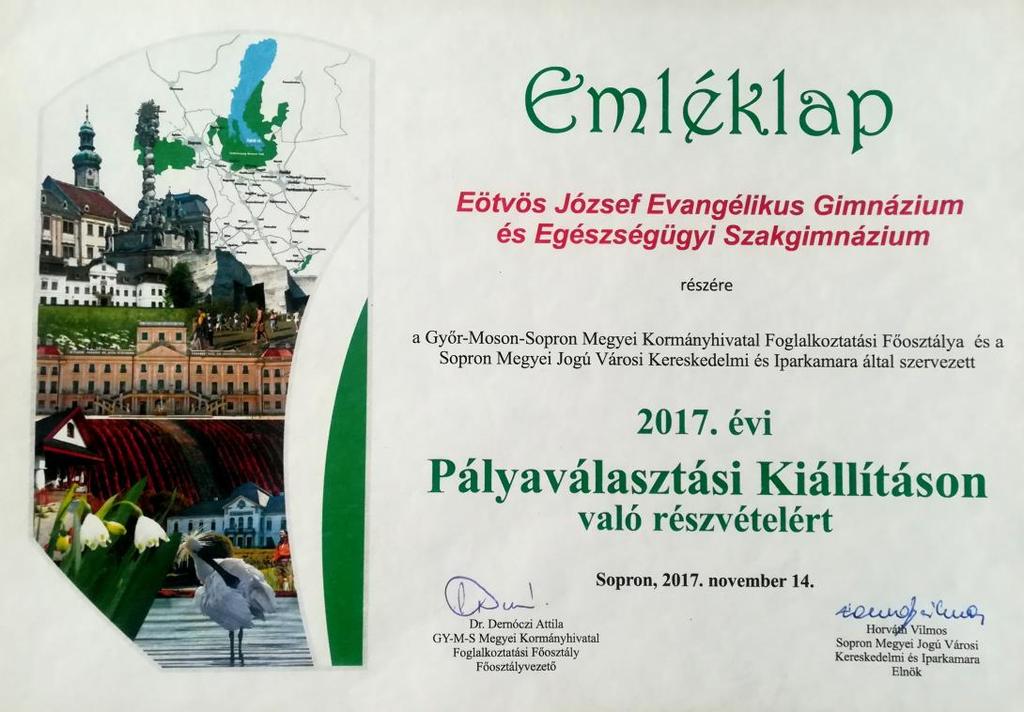 Emléklap
Eötvös József Evangélikus Gimnázium
és Egészségügyi Szakgimnázium
részére
a Győr-Moson-Sopron Megyei Kormányhivatal Foglalkoztatási Főosztálya és a
Sopron Megyei Jogú Városi Kereskedelmi és Iparkamara által szervezett
2017. évi
Pályaválasztási Kiállításon
való részvételért
Sopron, 2017. november 14.
Dr. Dernóczi Attila
GY-M-S Megyei Kormányhivatal
Foglalkoztatási Főosztály
Főosztályvezető
Horváth Vilmos
Sopron Megyei Jogú Városi
Kereskedelmi és Iparkamara
Elnök